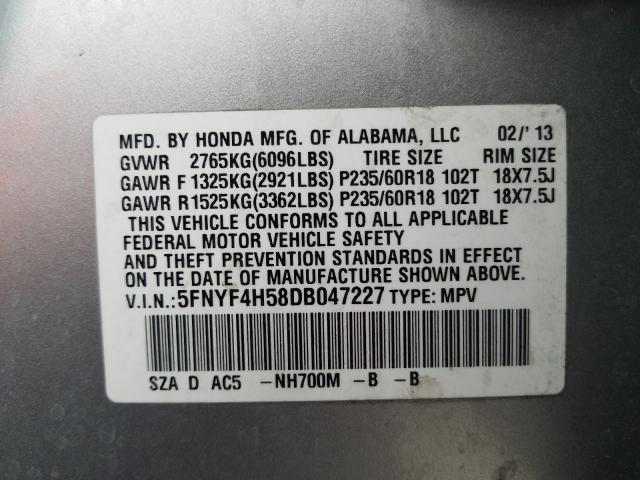 MFD. BY HONDA MFG. OF ALABAMA, LLC 02/' 13
GVWR 2765KG(6096LBS) TIRE SIZE RIM SIZE
GAWR F 1325KG(2921LBS) P235/60R18 102T 18X7.5J
GAWR R1525KG(3362LBS) P235/60R18 102T 18X7.5J
THIS VEHICLE CONFORMS TO ALL APPLICABLE
FEDERAL MOTOR VEHICLE SAFETY
AND THEFT PREVENTION STANDARDS IN EFFECT
ON THE DATE OF MANUFACTURE SHOWN ABOVE.
V.I.N.:5FNYF4H58DB047227 TYPE: MPV
SZA D AC5 -NH700M -B -B